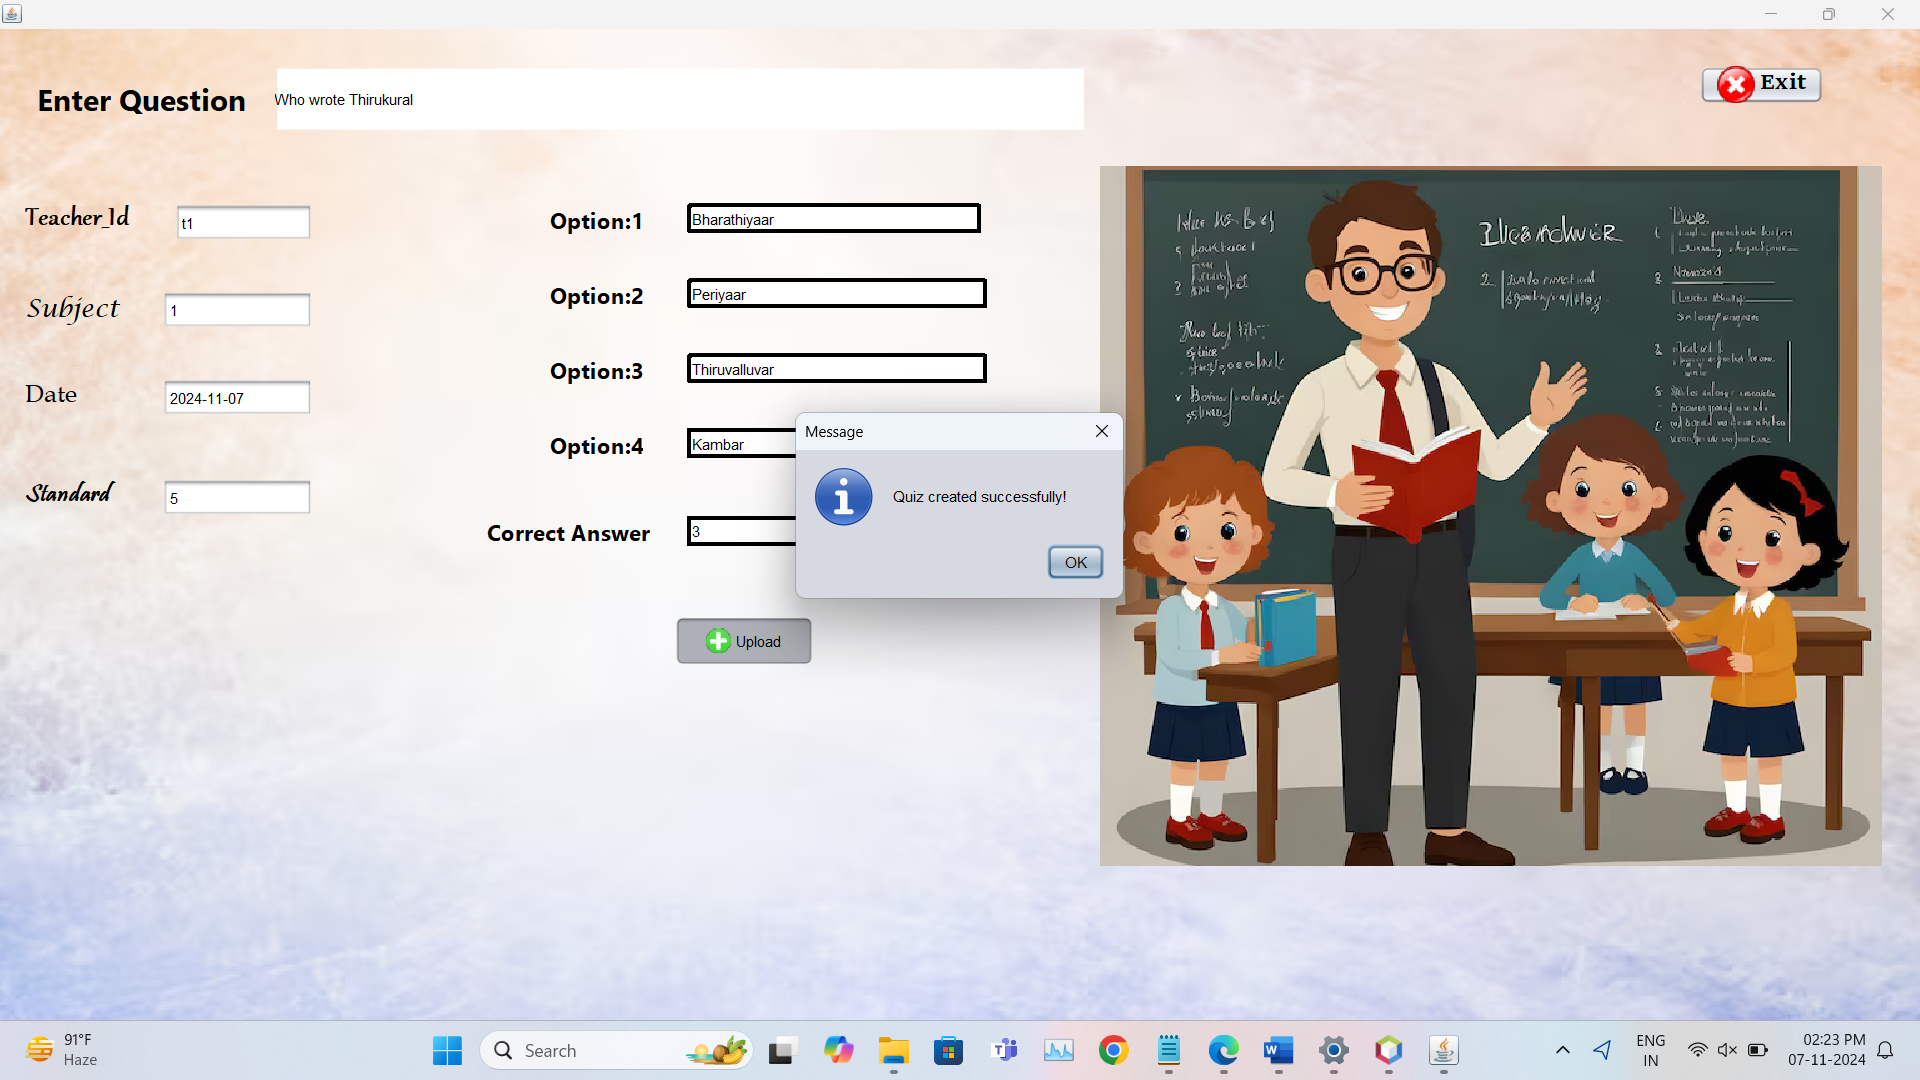 Enter Question
Who wrote Thirukural
Exit
Teacher_Id
t1
Option:1
Bharathiyaar
Subject
1
Option:2
Periyaar
Date
2024-11-07
Option:3
Thiruvalluvar
Option:4
Kambar
Standard
5
Correct Answer
3
Message
Quiz created successfully!
OK
Upload
91°F
Haze
Search
ENG
IN
02:23 PM
07-11-2024